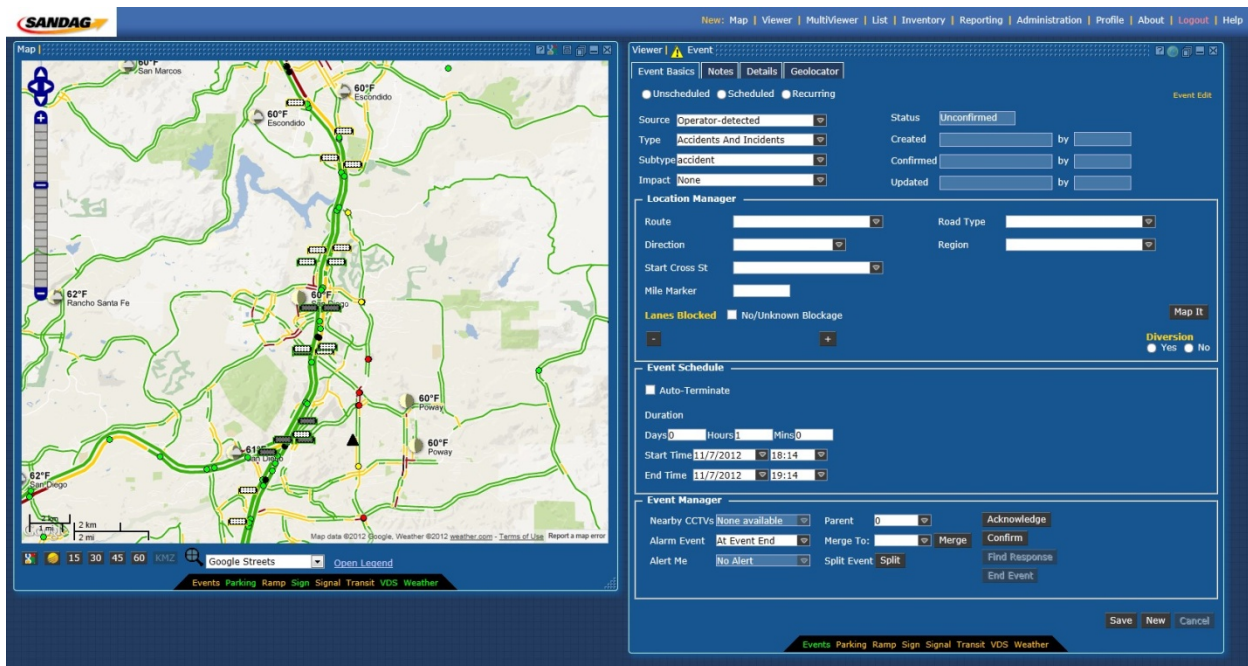 SANDAG
New: Map | Viewer | MultiViewer | List | Inventory | Reporting | Administration | Profile | About | Logout | Help
Map |
60°F
San Marcos
60°F
Escondido
60°F
Escondido
62°F
Rancho Santa Fe
60°F
San Diego
60°F
Poway
60°F
Poway
61°F
San Diego
62°F
San Diego
2 km
1 mi
2 km
2 mi
Map data ©2012 Google, Weather ©2012 weather.com - Terms of Use Report a map error
15 30 45 60 KMZ
Google Streets
Open Legend
Events Parking Ramp Sign Signal Transit VDS Weather
Viewer | Event
Event Basics Notes Details Geolocator
Unscheduled Scheduled Recurring
Event Edit
Source Operator-detected
Status Unconfirmed
Type Accidents And Incidents
Created by
Subtype accident
Confirmed by
Impact None
Updated by
Location Manager
Route
Road Type
Direction
Region
Start Cross St
Mile Marker
Lanes Blocked No/Unknown Blockage
Map It
- +
Diversion
Yes No
Event Schedule
Auto-Terminate
Duration
Days 0 Hours 1 Mins 0
Start Time 11/7/2012 18:14
End Time 11/7/2012 19:14
Event Manager
Nearby CCTVs None available Parent 0 Acknowledge
Alarm Event At Event End Merge To: Merge Confirm
Alert Me No Alert Split Event Split Find Response
End Event
Save New Cancel
Events Parking Ramp Sign Signal Transit VDS Weather